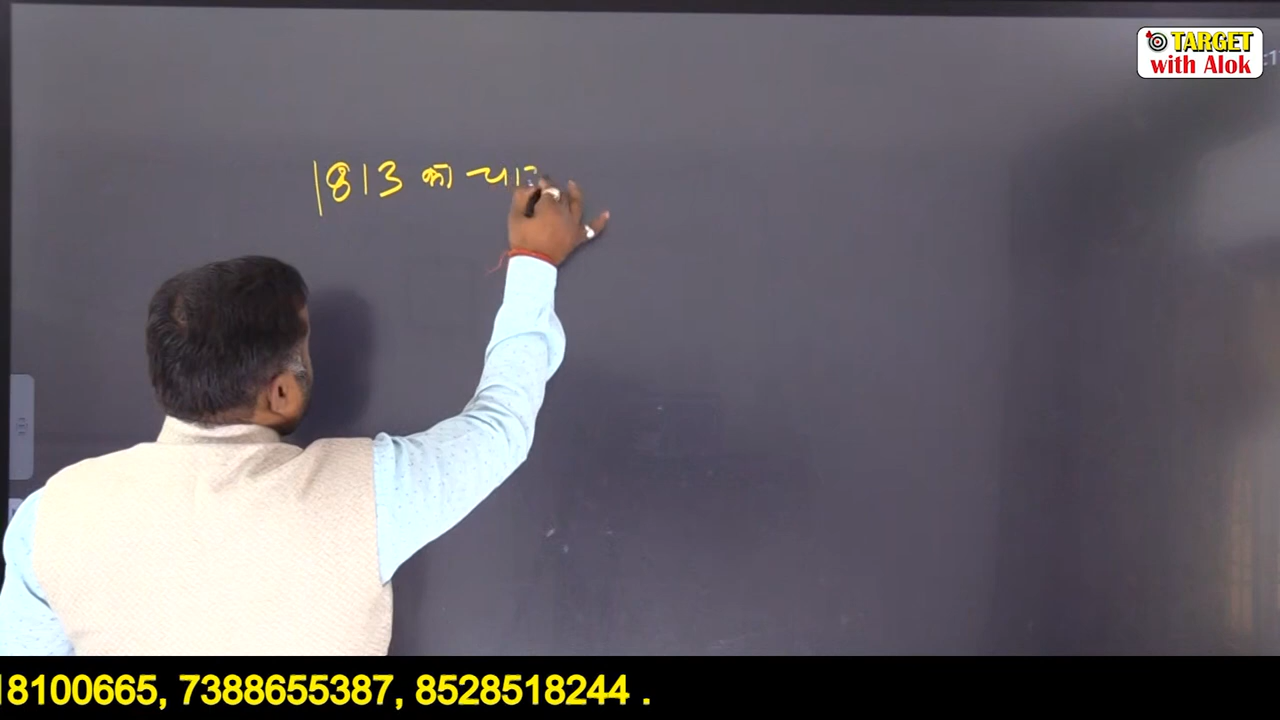 TARGET
with Alok
1813 का
18100665, 7388655387, 8528518244 .